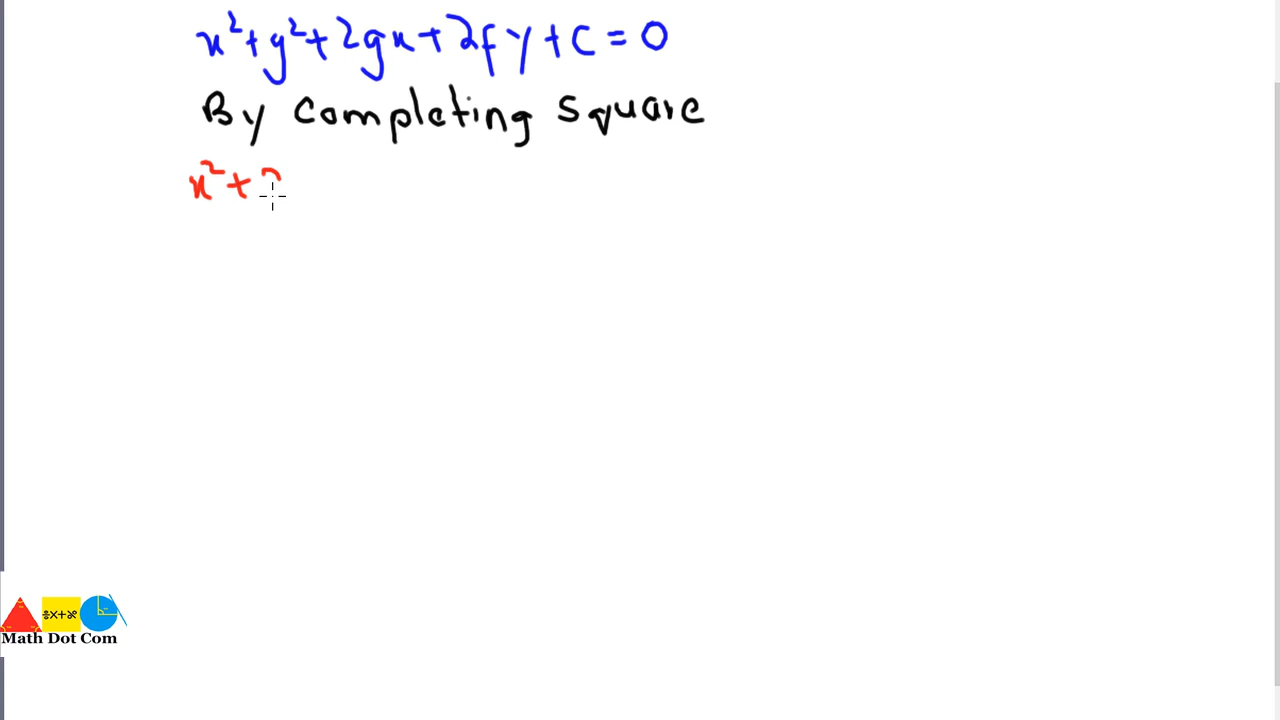 x²+y²+2gx+2fy+c=0
By completing square
x²+
÷x+
Math Dot Com